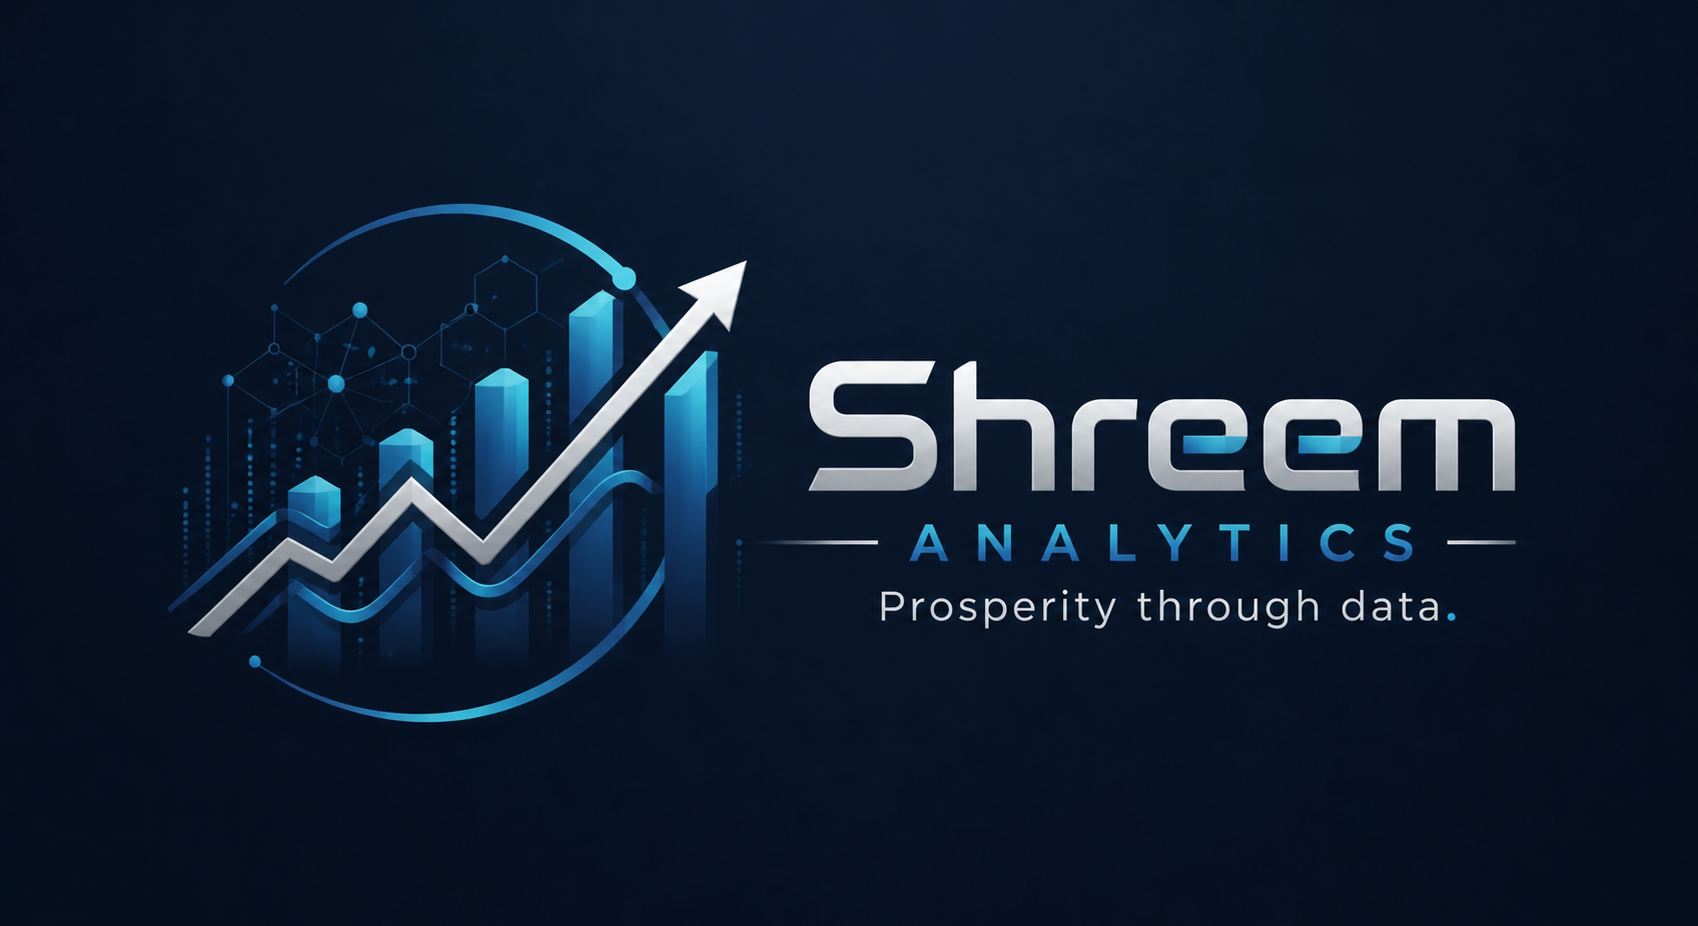 Shreem
ANALYTICS
Prosperity through data.